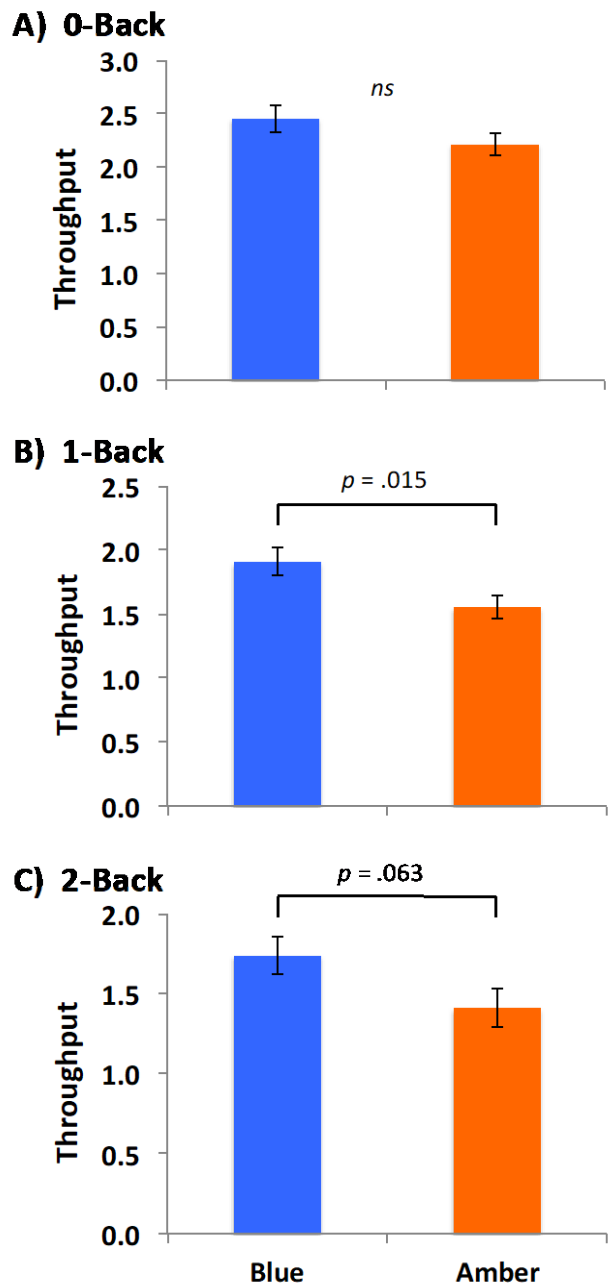 A) 0-Back
3.0
ns
2.5
2.0
1.5
1.0
0.5
0.0
Throughput
B) 1-Back
2.5
p = .015
2.0
1.5
1.0
0.5
0.0
Throughput
C) 2-Back
p = .063
2.0
1.5
1.0
0.5
0.0
Throughput
Blue Amber